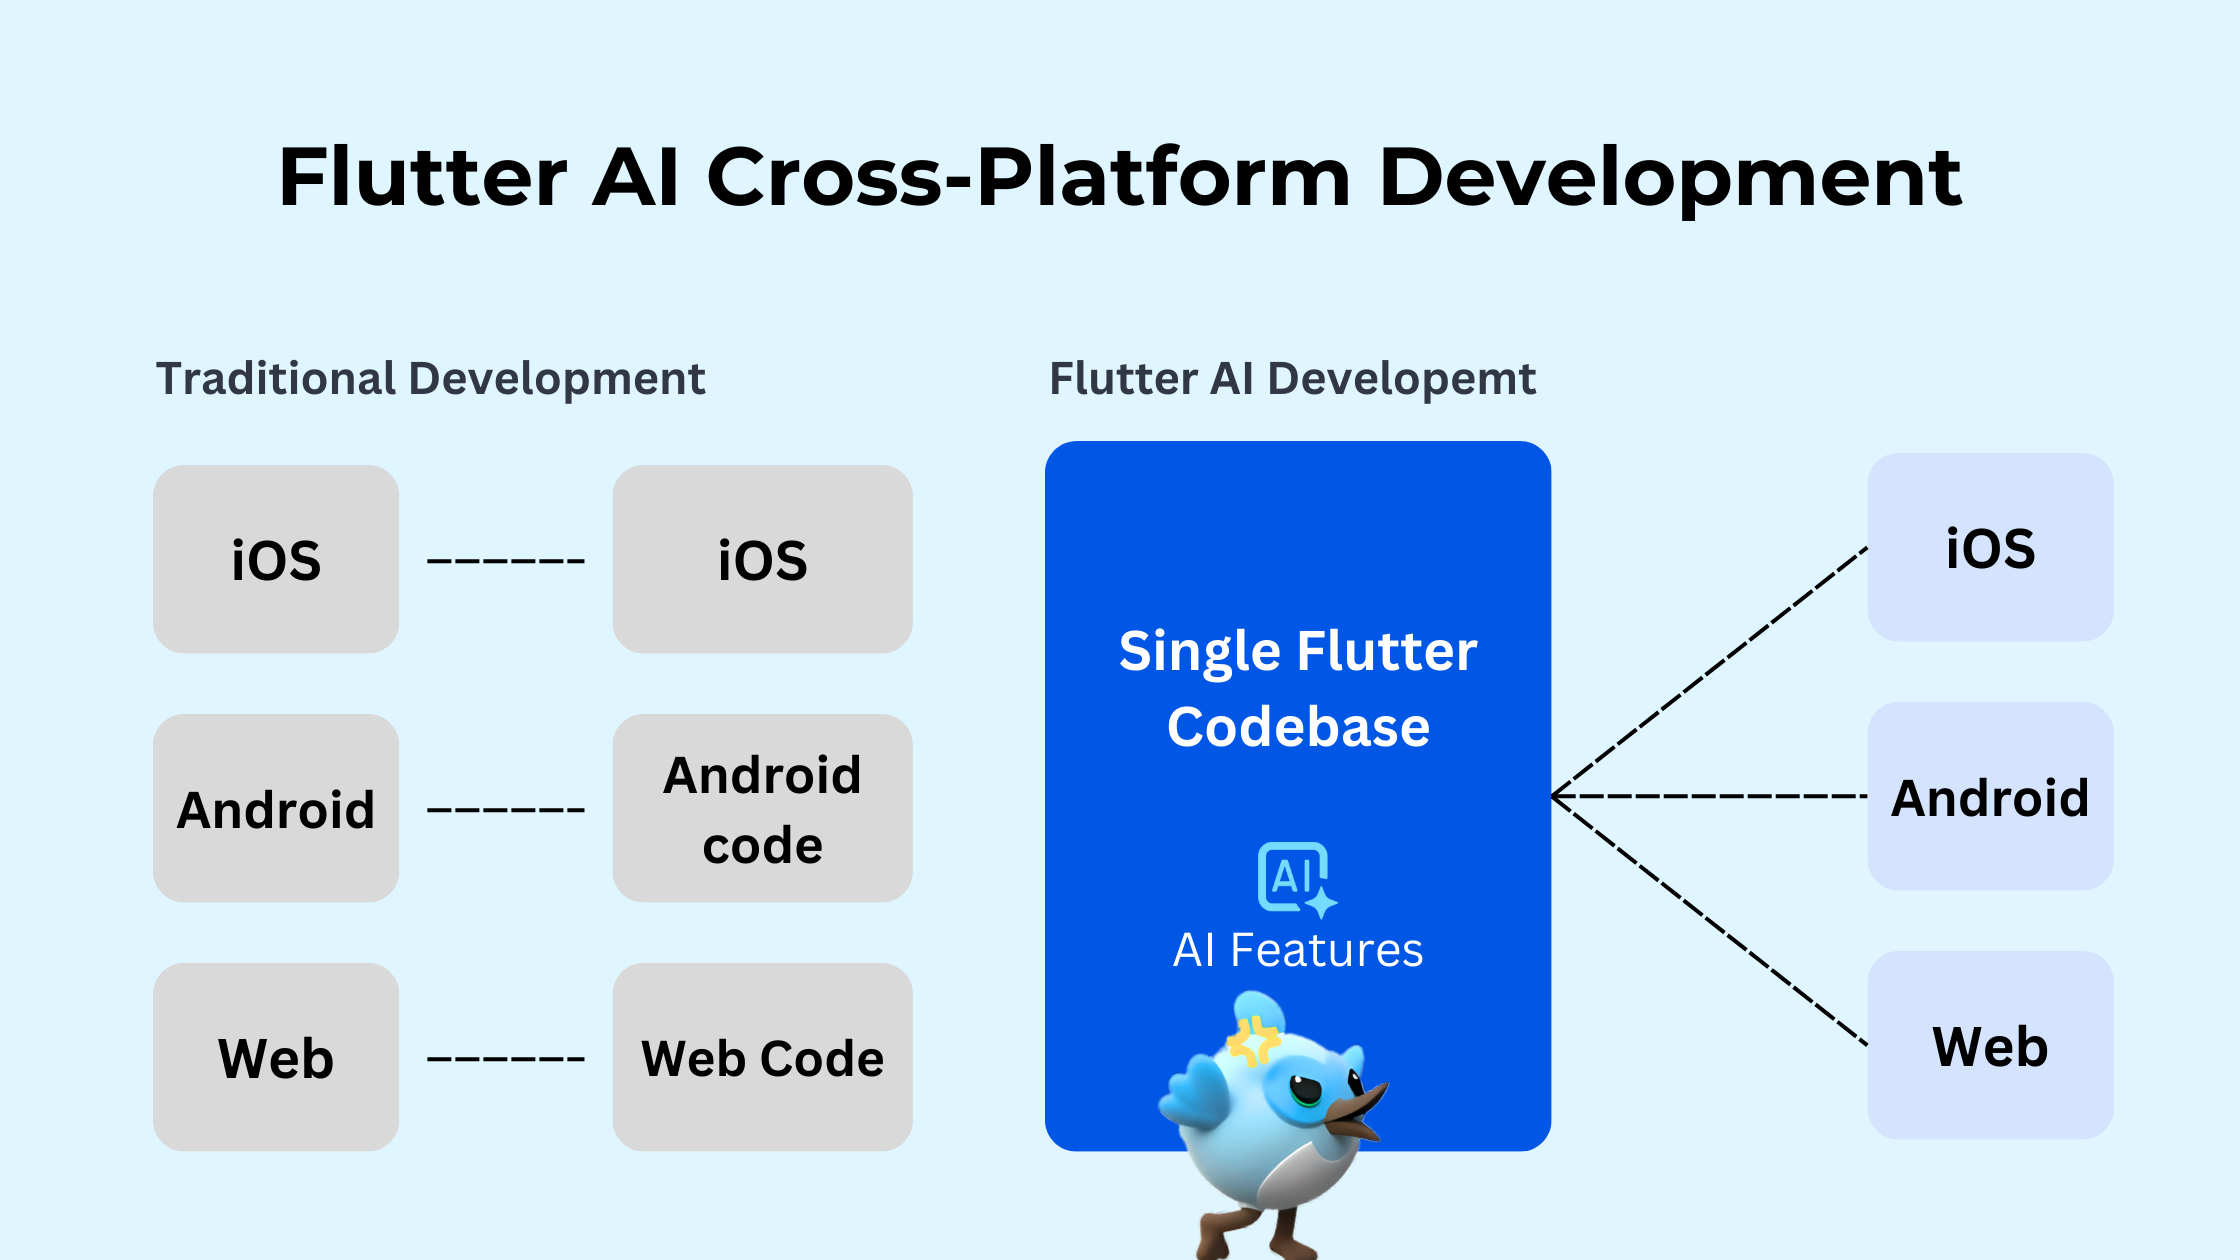 Flutter AI Cross-Platform Development
Traditional Development
iOS
iOS
Android
Android
code
Web
Web Code
Flutter AI Developemt
Single Flutter
Codebase
AI
AI Features
iOS
Android
Web